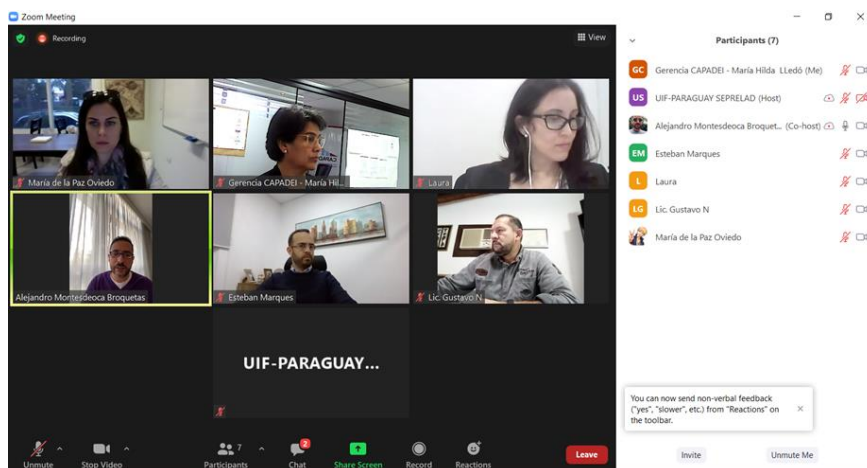 Zoom Meeting
Recording
View
María de la Paz Oviedo
Gerencia CAPADEI - María Hil...
Laura
Alejandro Montesdeoca Broquetas
Esteban Marques
Lic. Gustavo N
UIF-PARAGUAY...
Unmute
Stop Video
7
Participants
2
Chat
Share Screen
Record
Reactions
Leave
Participants (7)
GC Gerencia CAPADEI - María Hilda LLedó (Me)
US UIF-PARAGUAY SEPRELAD (Host)
Alejandro Montesdeoca Broquet... (Co-host)
EM Esteban Marques
L Laura
LG Lic. Gustavo N
María de la Paz Oviedo
You can now send non-verbal feedback
("yes", "slower", etc.) from "Reactions" on
the toolbar.
Invite
Unmute Me